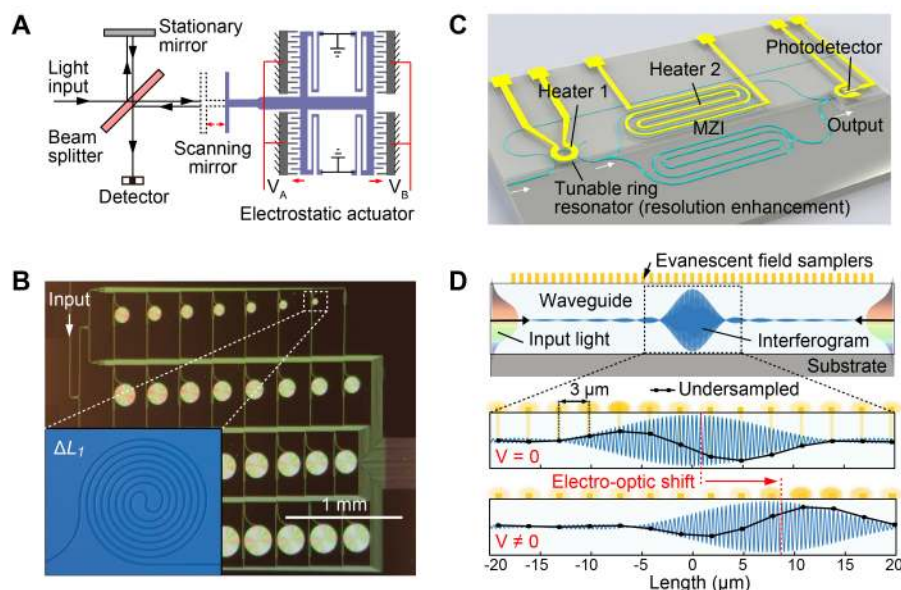 A
Stationary
mirror
Light
input
Beam
splitter
Scanning
mirror
Detector
V_A
V_B
Electrostatic actuator
B
Input
ΔL₁
1 mm
C
Photodetector
Heater 2
Heater 1
MZI
Output
Tunable ring
resonator (resolution enhancement)
D
Evanescent field samplers
Waveguide
Input light
Interferogram
Substrate
3 μm
Undersampled
V = 0
Electro-optic shift
V ≠ 0
-20 -15 -10 -5 0 5 10 15 20
Length (μm)